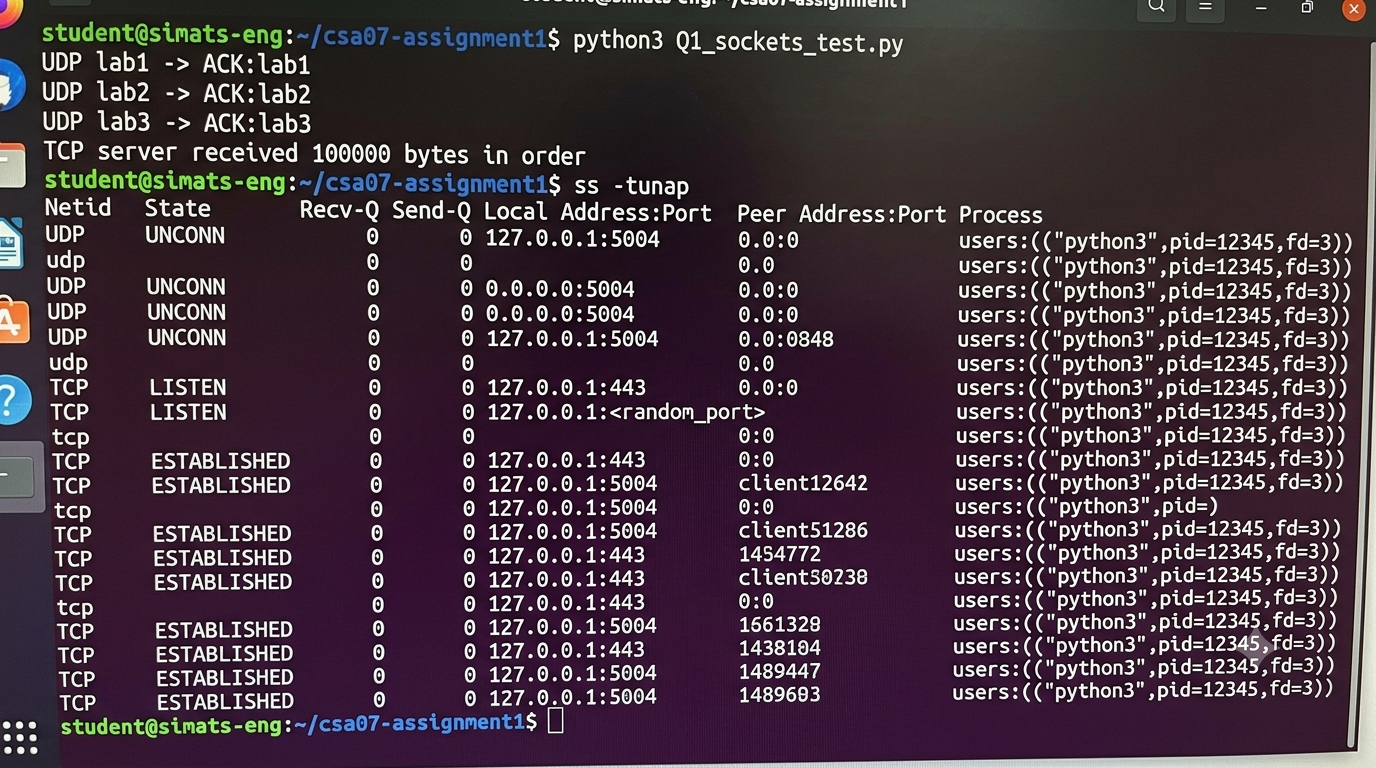 student@simats-eng: ~/csa07-assignment1
student@simats-eng:~/csa07-assignment1$ python3 Q1_sockets_test.py
UDP lab1 -> ACK:lab1
UDP lab2 -> ACK:lab2
UDP lab3 -> ACK:lab3
TCP server received 100000 bytes in order
student@simats-eng:~/csa07-assignment1$ ss -tunap
Netid State Recv-Q Send-Q Local Address:Port Peer Address:Port Process
UDP UNCONN 0 0 127.0.0.1:5004 0.0:0 users:(("python3",pid=12345,fd=3))
udp 0 0 0.0 users:(("python3",pid=12345,fd=3))
UDP UNCONN 0 0 0.0.0.0:5004 0.0:0 users:(("python3",pid=12345,fd=3))
UDP UNCONN 0 0 0.0.0.0:5004 0.0:0 users:(("python3",pid=12345,fd=3))
UDP UNCONN 0 0 127.0.0.1:5004 0.0:0848 users:(("python3",pid=12345,fd=3))
udp 0 0 0.0 users:(("python3",pid=12345,fd=3))
TCP LISTEN 0 0 127.0.0.1:443 0.0:0 users:(("python3",pid=12345,fd=3))
TCP LISTEN 0 0 127.0.0.1:<random_port> users:(("python3",pid=12345,fd=3))
tcp 0 0 0:0 users:(("python3",pid=12345,fd=3))
TCP ESTABLISHED 0 0 127.0.0.1:443 0:0 users:(("python3",pid=12345,fd=3))
TCP ESTABLISHED 0 0 127.0.0.1:5004 client12642 users:(("python3",pid=12345,fd=3))
tcp 0 0 127.0.0.1:5004 0:0 users:(("python3",pid=)
TCP ESTABLISHED 0 0 127.0.0.1:5004 client51286 users:(("python3",pid=12345,fd=3))
TCP ESTABLISHED 0 0 127.0.0.1:443 1454772 users:(("python3",pid=12345,fd=3))
TCP ESTABLISHED 0 0 127.0.0.1:443 client50238 users:(("python3",pid=12345,fd=3))
tcp 0 0 127.0.0.1:443 0:0 users:(("python3",pid=12345,fd=3))
TCP ESTABLISHED 0 0 127.0.0.1:5004 1661328 users:(("python3",pid=12345,fd=3))
TCP ESTABLISHED 0 0 127.0.0.1:443 1438104 users:(("python3",pid=12345,fd=3))
TCP ESTABLISHED 0 0 127.0.0.1:5004 1489447 users:(("python3",pid=12345,fd=3))
TCP ESTABLISHED 0 0 127.0.0.1:5004 1489603 users:(("python3",pid=12345,fd=3))
student@simats-eng:~/csa07-assignment1$